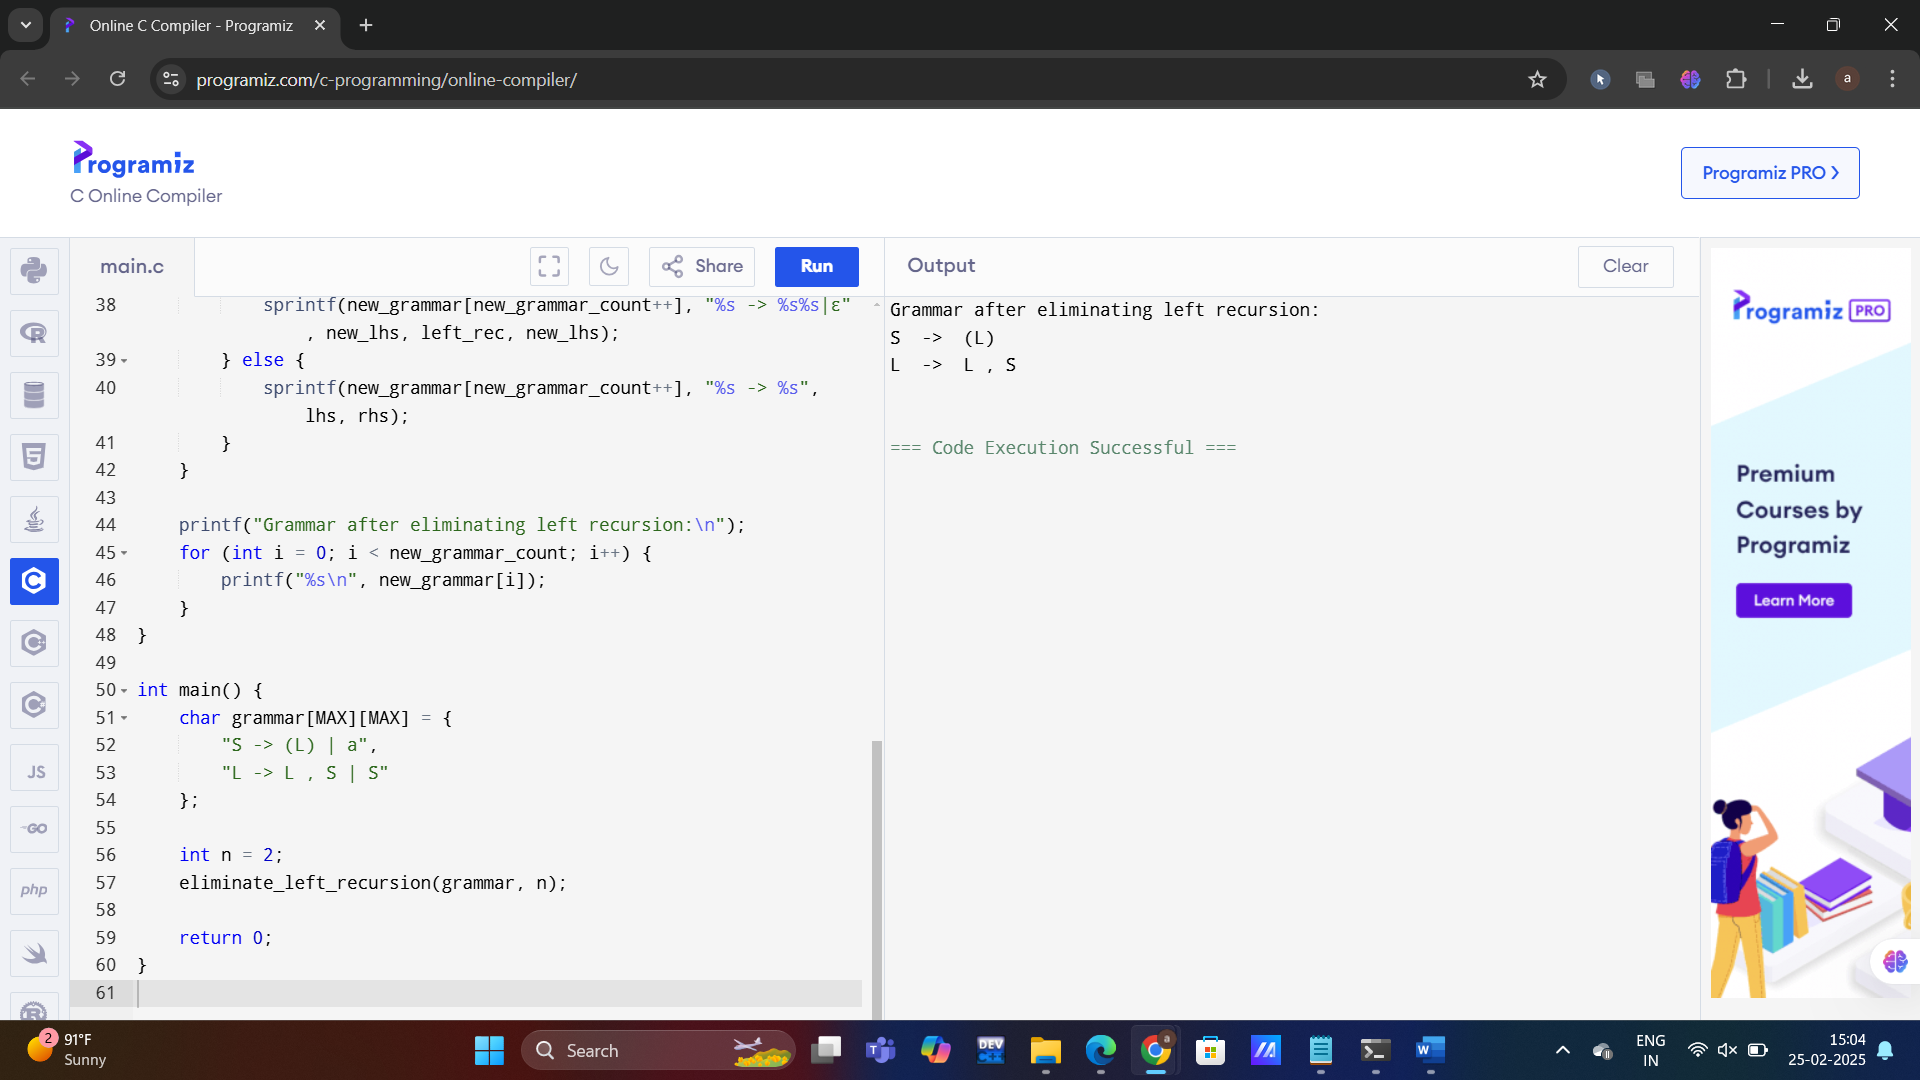 Online C Compiler - Programiz
programiz.com/c-programming/online-compiler/
a
Programiz
C Online Compiler
Programiz PRO
main.c
Share
Run
Output
Clear
38 sprintf(new_grammar[new_grammar_count++], "%s -> %s%s|ε"
, new_lhs, left_rec, new_lhs);
39 } else {
40 sprintf(new_grammar[new_grammar_count++], "%s -> %s",
lhs, rhs);
41 }
42 }
43
44 printf("Grammar after eliminating left recursion:\n");
45 for (int i = 0; i < new_grammar_count; i++) {
46 printf("%s\n", new_grammar[i]);
47 }
48 }
49
50 int main() {
51 char grammar[MAX][MAX] = {
52 "S -> (L) | a",
53 "L -> L , S | S"
54 };
55
56 int n = 2;
57 eliminate_left_recursion(grammar, n);
58
59 return 0;
60 }
61
Grammar after eliminating left recursion:
S -> (L)
L -> L , S
=== Code Execution Successful ===
R
5
C
C
C
JS
GO
php
R
Programiz PRO
Premium
Courses by
Programiz
Learn More
2
91°F
Sunny
Search
T
DEV
C++
a
W
ENG
IN
15:04
25-02-2025